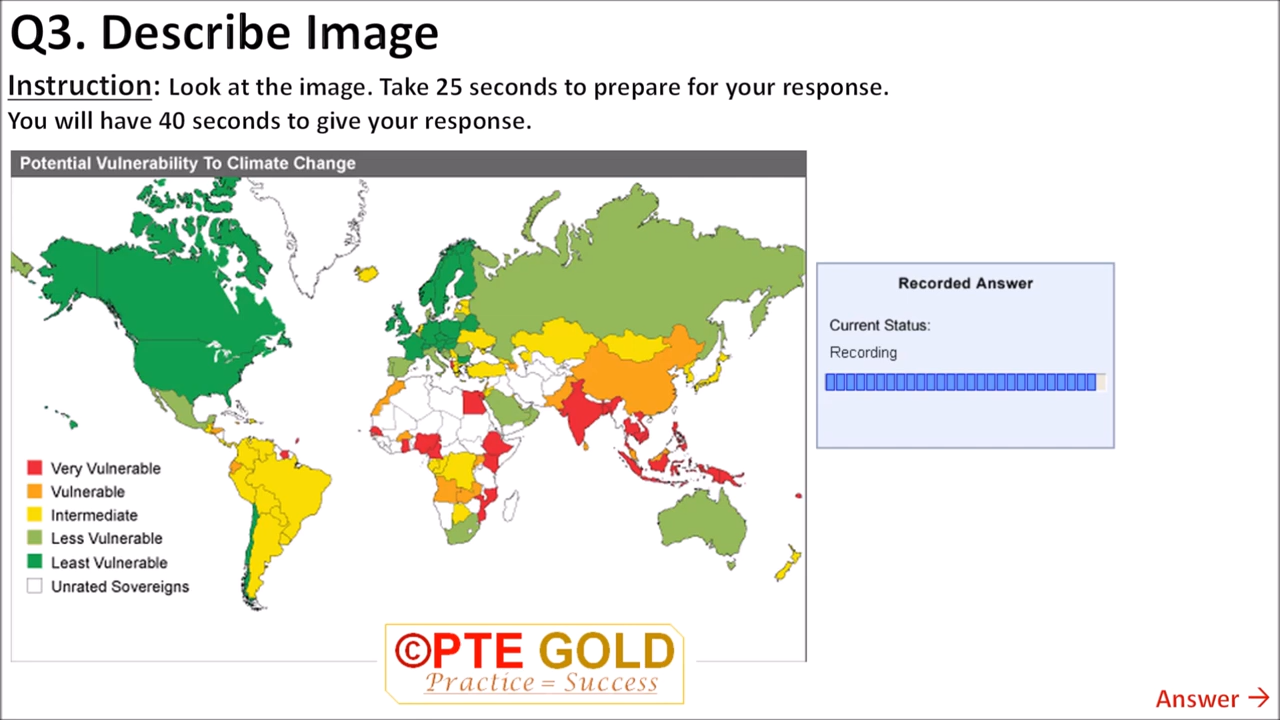 Q3. Describe Image
Instruction: Look at the image. Take 25 seconds to prepare for your response.
You will have 40 seconds to give your response.
Potential Vulnerability To Climate Change
Very Vulnerable
Vulnerable
Intermediate
Less Vulnerable
Least Vulnerable
Unrated Sovereigns
Recorded Answer
Current Status:
Recording
©PTE GOLD
Practice = Success
Answer →